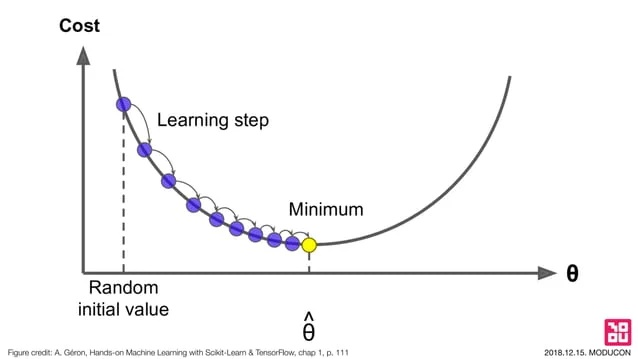 Cost
Learning step
Minimum
θ
Random
initial value
θ̂
Figure credit: A. Géron, Hands-on Machine Learning with Scikit-Learn & TensorFlow, chap 1, p. 111
2018.12.15. MODUCON